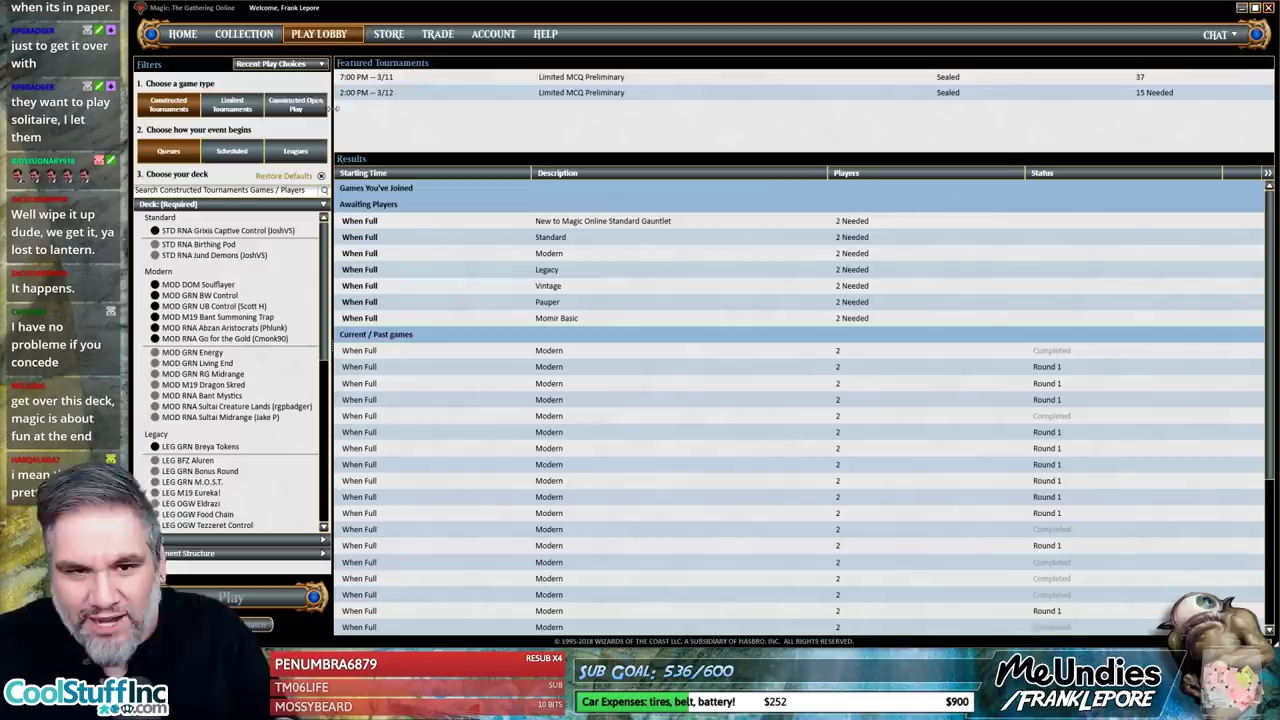 when its in paper.
RPGBADGER
just to get it over
with
RPGBADGER
they want to play
solitaire, I let
them
BIOVISIONARY918
Well wipe it up
dude, we get it, ya
lost to lantern.
It happens.
I have no
probleme if you
concede
get over this deck,
magic is about
fun at the end
Magic: The Gathering Online
Welcome, Frank Lepore
HOME
COLLECTION
PLAY LOBBY
STORE
TRADE
ACCOUNT
HELP
CHAT
Filters
Recent Play Choices
1. Choose a game type
Constructed Tournaments
Limited Tournaments
Constructed Open Play
2. Choose how your event begins
Queues
Scheduled
Leagues
3. Choose your deck
Restore Defaults
Search Constructed Tournaments Games / Players
Deck: (Required)
Standard
STD RNA Grixis Captive Control (JoshV5)
STD RNA Birthing Pod
STD RNA Jund Demons (JoshV5)
Modern
MOD DOM Soulflayer
MOD GRN BW Control
MOD GRN UB Control (Scott H)
MOD M19 Bant Summoning Trap
MOD RNA Abzan Aristocrats (Phlunk)
MOD RNA Go for the Gold (Cmonk90)
MOD GRN Energy
MOD GRN Living End
MOD GRN RG Midrange
MOD M19 Dragon Skred
MOD RNA Bant Mystics
MOD RNA Sultai Creature Lands (rgpbadger)
MOD RNA Sultai Midrange (Jake P)
Legacy
LEG GRN Breya Tokens
LEG BFZ Aluren
LEG GRN Bonus Round
LEG GRN M.O.S.T.
LEG M19 Eureka!
LEG OGW Eldrazi
LEG OGW Food Chain
LEG OGW Tezzeret Control
ment Structure
Play
Featured Tournaments
7:00 PM -- 3/11 Limited MCQ Preliminary Sealed 37
2:00 PM -- 3/12 Limited MCQ Preliminary Sealed 15 Needed
Results
Starting Time Description Players Status
Games You've Joined
Awaiting Players
When Full New to Magic Online Standard Gauntlet 2 Needed
When Full Standard 2 Needed
When Full Modern 2 Needed
When Full Legacy 2 Needed
When Full Vintage 2 Needed
When Full Pauper 2 Needed
When Full Momir Basic 2 Needed
Current / Past games
When Full Modern 2 Completed
When Full Modern 2 Round 1
When Full Modern 2 Round 1
When Full Modern 2 Round 1
When Full Modern 2 Completed
When Full Modern 2 Round 1
When Full Modern 2 Round 1
When Full Modern 2 Round 1
When Full Modern 2 Round 1
When Full Modern 2 Round 1
When Full Modern 2 Round 1
When Full Modern 2 Completed
When Full Modern 2 Round 1
When Full Modern 2 Completed
When Full Modern 2 Completed
When Full Modern 2 Completed
When Full Modern 2 Round 1
When Full Modern 2
© 1995-2018 WIZARDS OF THE COAST LLC. A SUBSIDIARY OF HASBRO, INC. ALL RIGHTS RESERVED.
PENUMBRA6879 RESUB X4
TM06LIFE SUB
MOSSYBEARD 10 BITS
SUB GOAL: 536/600
Car Expenses: tires, belt, battery! $252 $900
MeUndies
/FRANKLEPORE
CoolStuffInc
.com